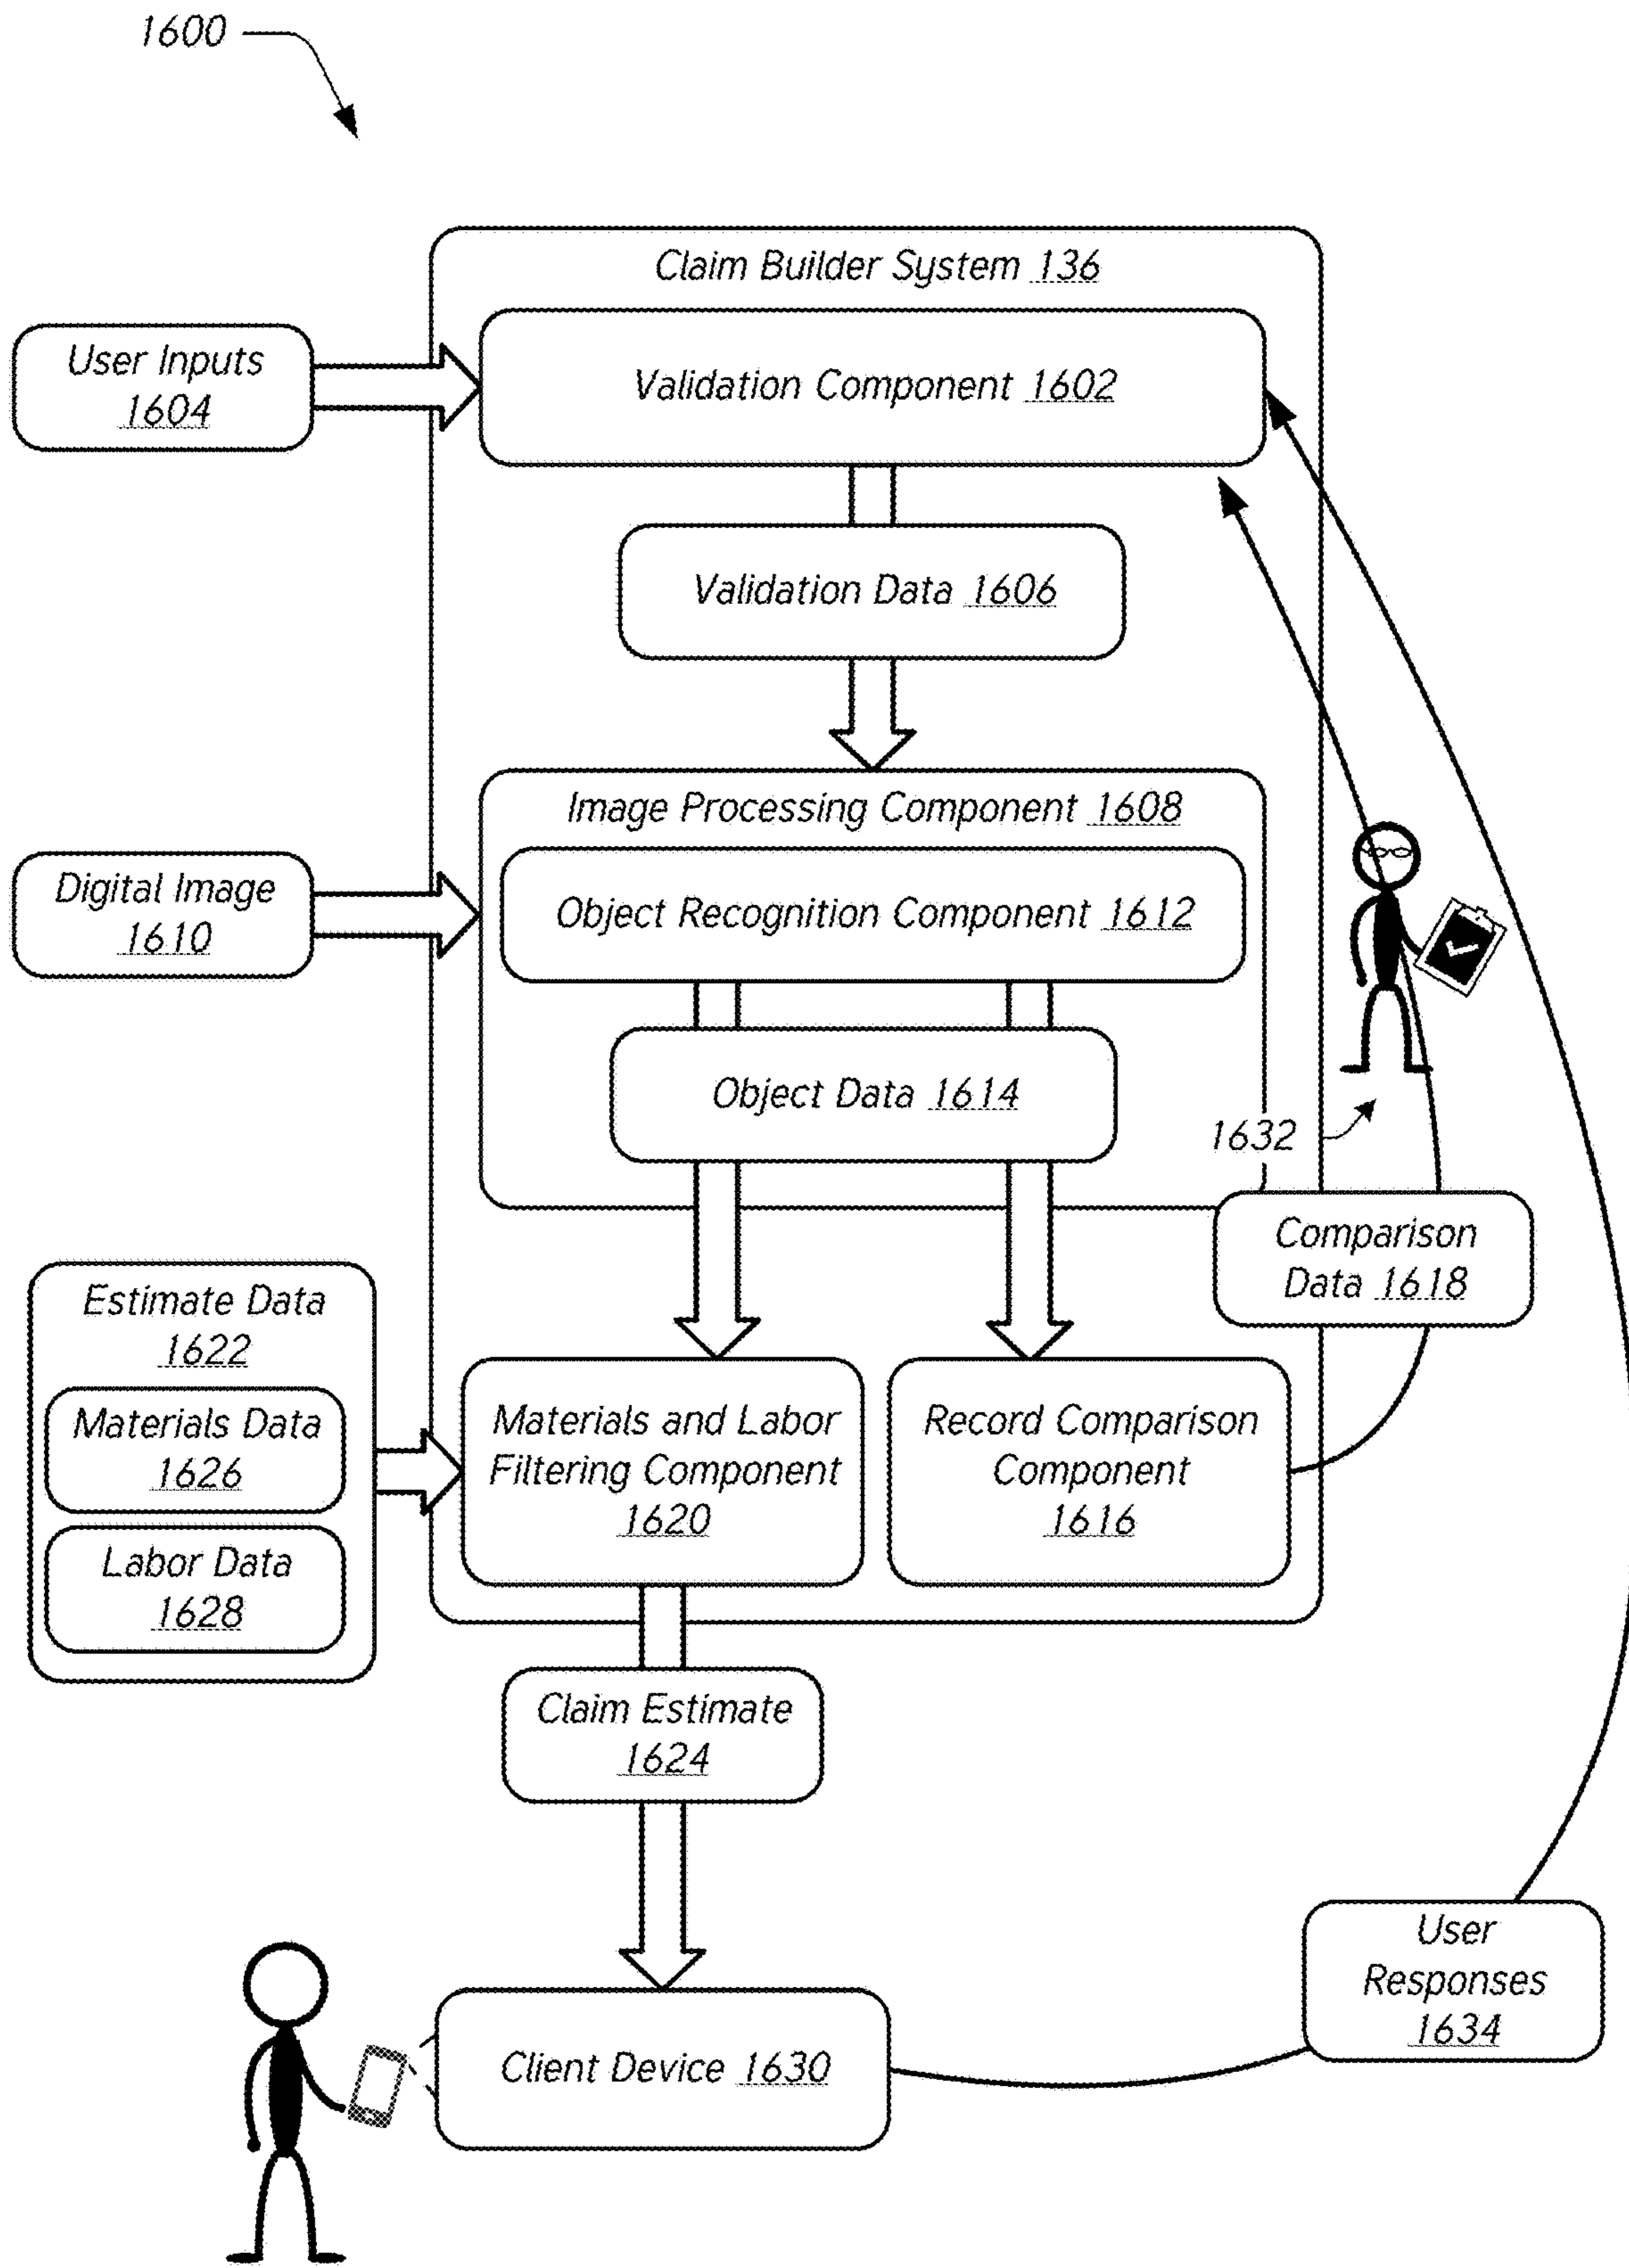 1600
Claim Builder System 136
User Inputs
1604
Validation Component 1602
Validation Data 1606
Image Processing Component 1608
Digital Image
1610
Object Recognition Component 1612
Object Data 1614
1632
Comparison
Data 1618
Estimate Data
1622
Materials Data
1626
Labor Data
1628
Materials and Labor
Filtering Component
1620
Record Comparison
Component
1616
Claim Estimate
1624
User
Responses
1634
Client Device 1630